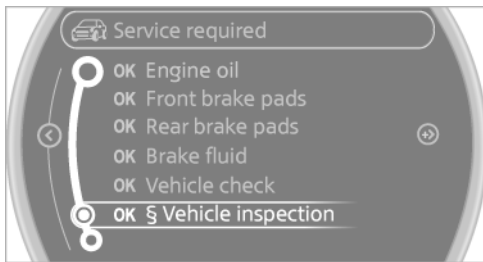 Service required
OK Engine oil
OK Front brake pads
OK Rear brake pads
OK Brake fluid
OK Vehicle check
OK § Vehicle inspection